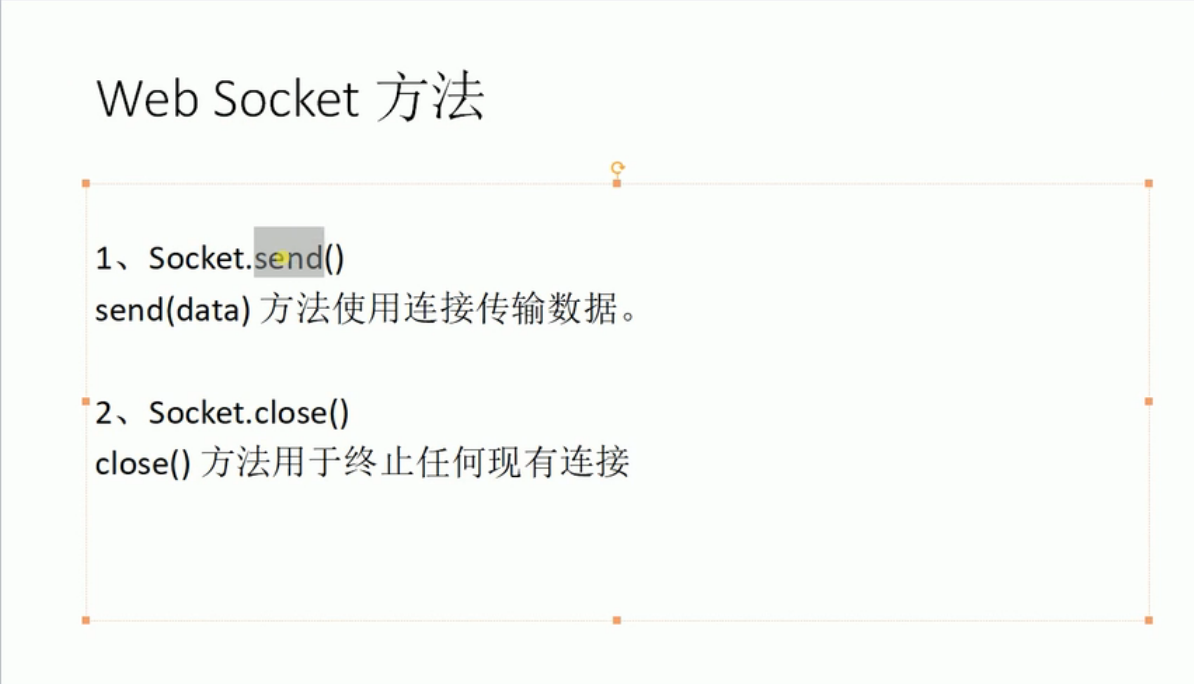 Web Socket 方法
1、Socket.send()
send(data) 方法使用连接传输数据。
2、Socket.close()
close() 方法用于终止任何现有连接